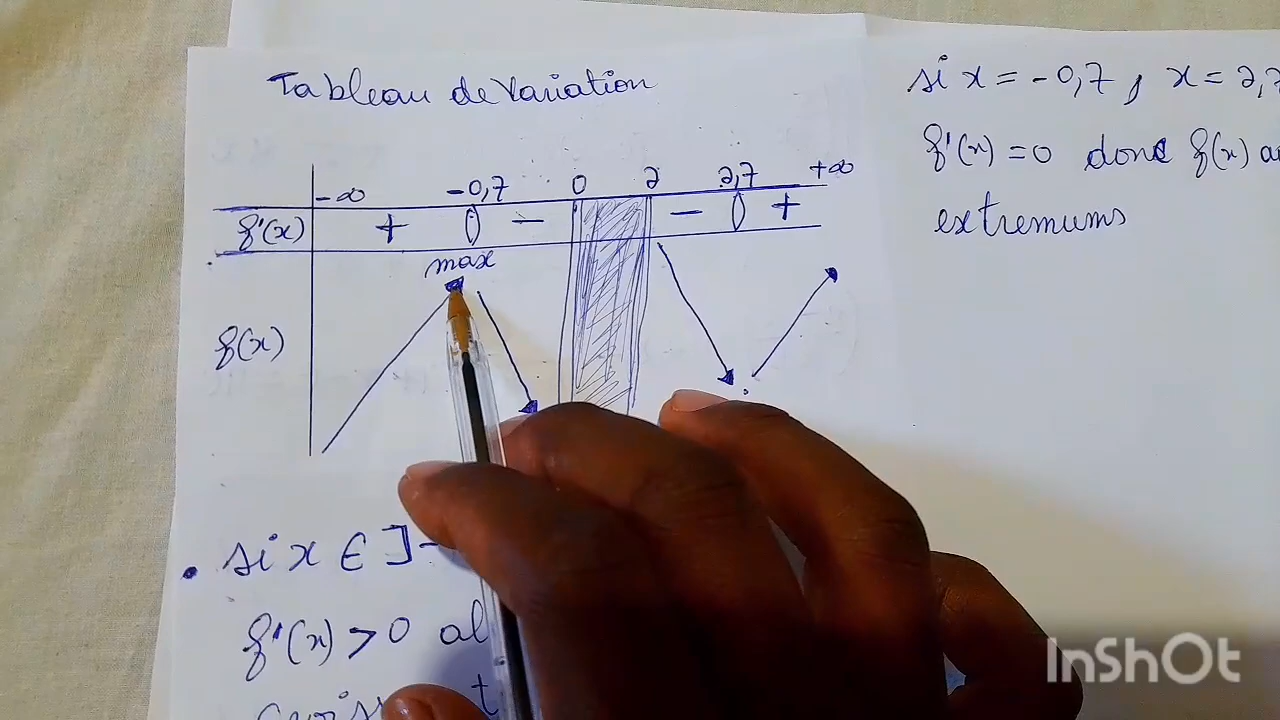 Tableau de Variation
-∞ -0,7 0 2 2,7 +∞
f'(x) + 0 - - 0 +
max
f(x)
• si x ∈ ]-
f'(x) > 0 al
si x = -0,7, x = 2,7
f'(x) = 0 donc f(x) a
extremums
InShOt